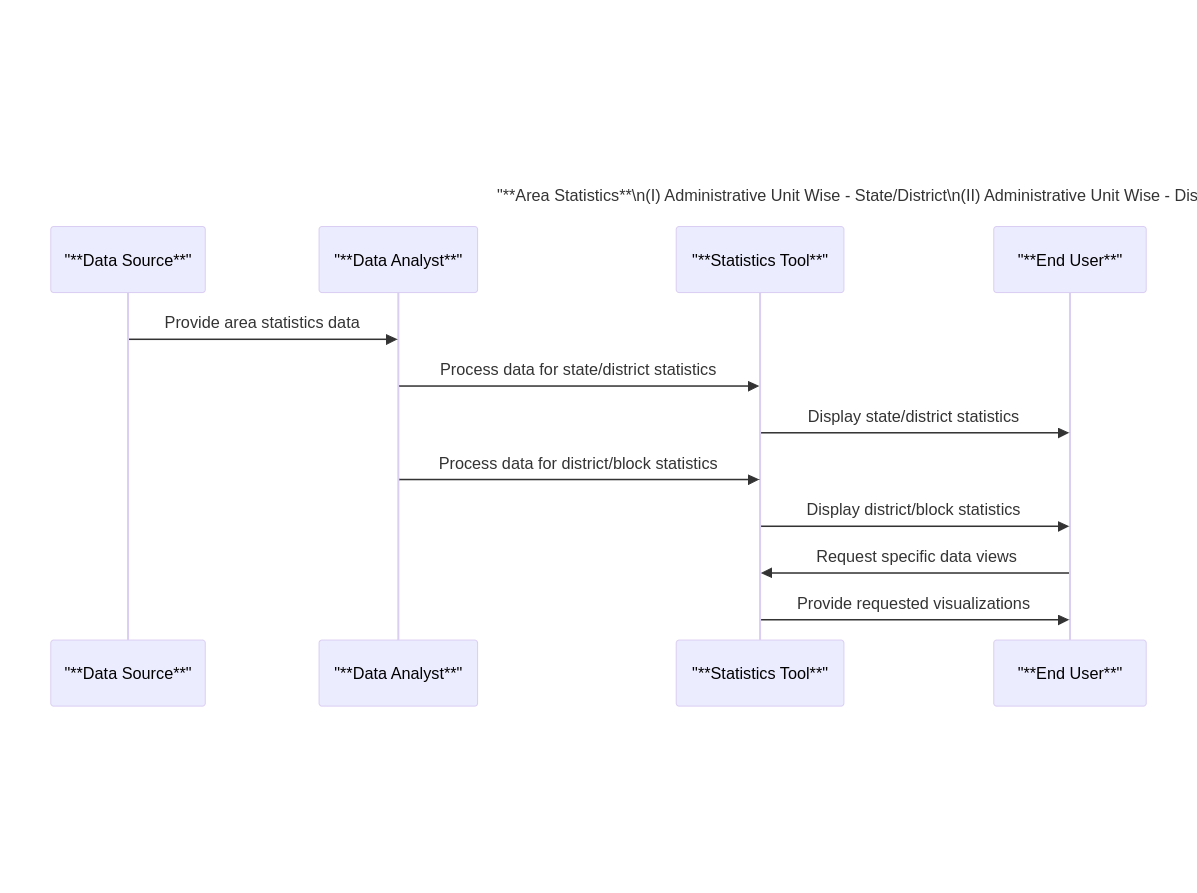 "**Area Statistics**\n(I) Administrative Unit Wise - State/District\n(II) Administrative Unit Wise - Dis
"**Data Source**" "**Data Analyst**" "**Statistics Tool**" "**End User**"
Provide area statistics data
Process data for state/district statistics
Display state/district statistics
Process data for district/block statistics
Display district/block statistics
Request specific data views
Provide requested visualizations
"**Data Source**" "**Data Analyst**" "**Statistics Tool**" "**End User**"